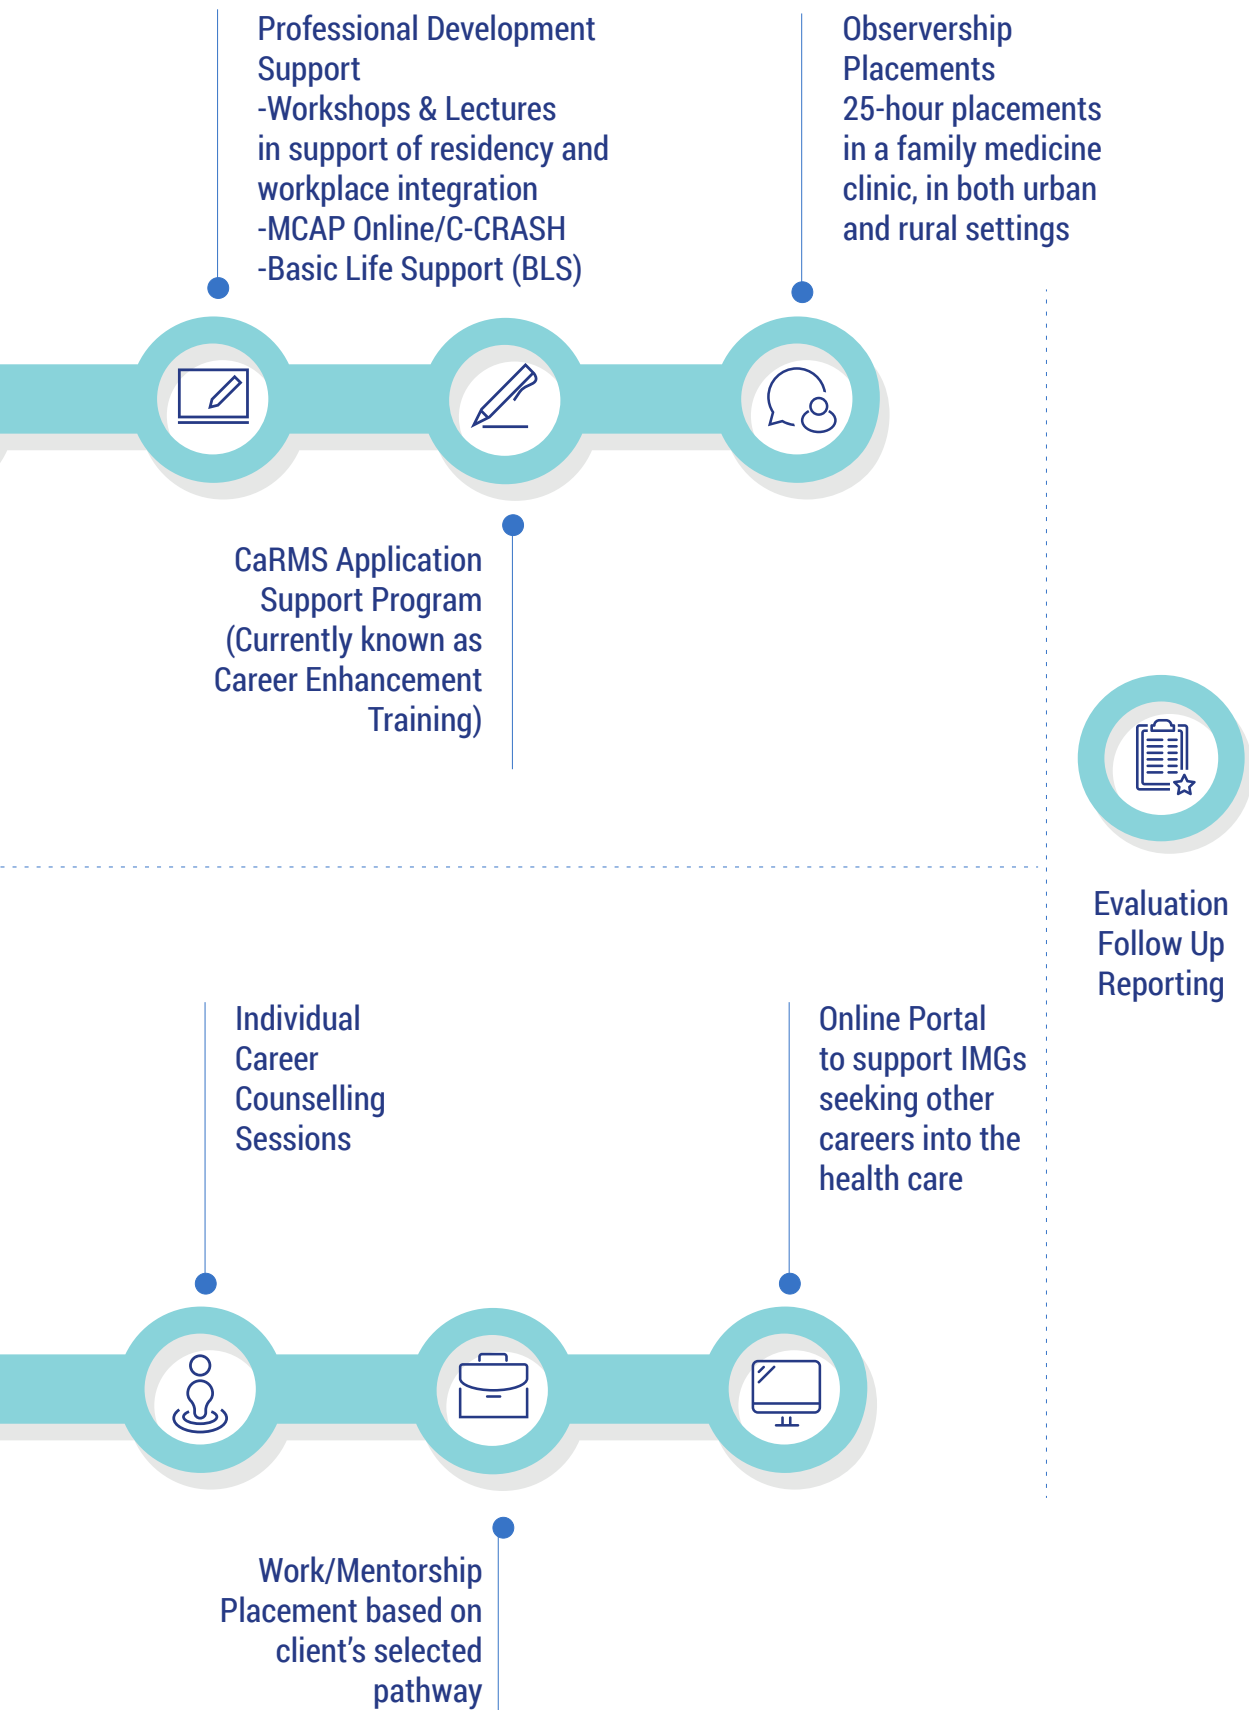 Professional Development
Support
-Workshops & Lectures
in support of residency and
workplace integration
-MCAP Online/C-CRASH
-Basic Life Support (BLS)
Observership
Placements
25-hour placements
in a family medicine
clinic, in both urban
and rural settings
CaRMS Application
Support Program
(Currently known as
Career Enhancement
Training)
Evaluation
Follow Up
Reporting
Individual
Career
Counselling
Sessions
Online Portal
to support IMGs
seeking other
careers into the
health care
Work/Mentorship
Placement based on
client’s selected
pathway